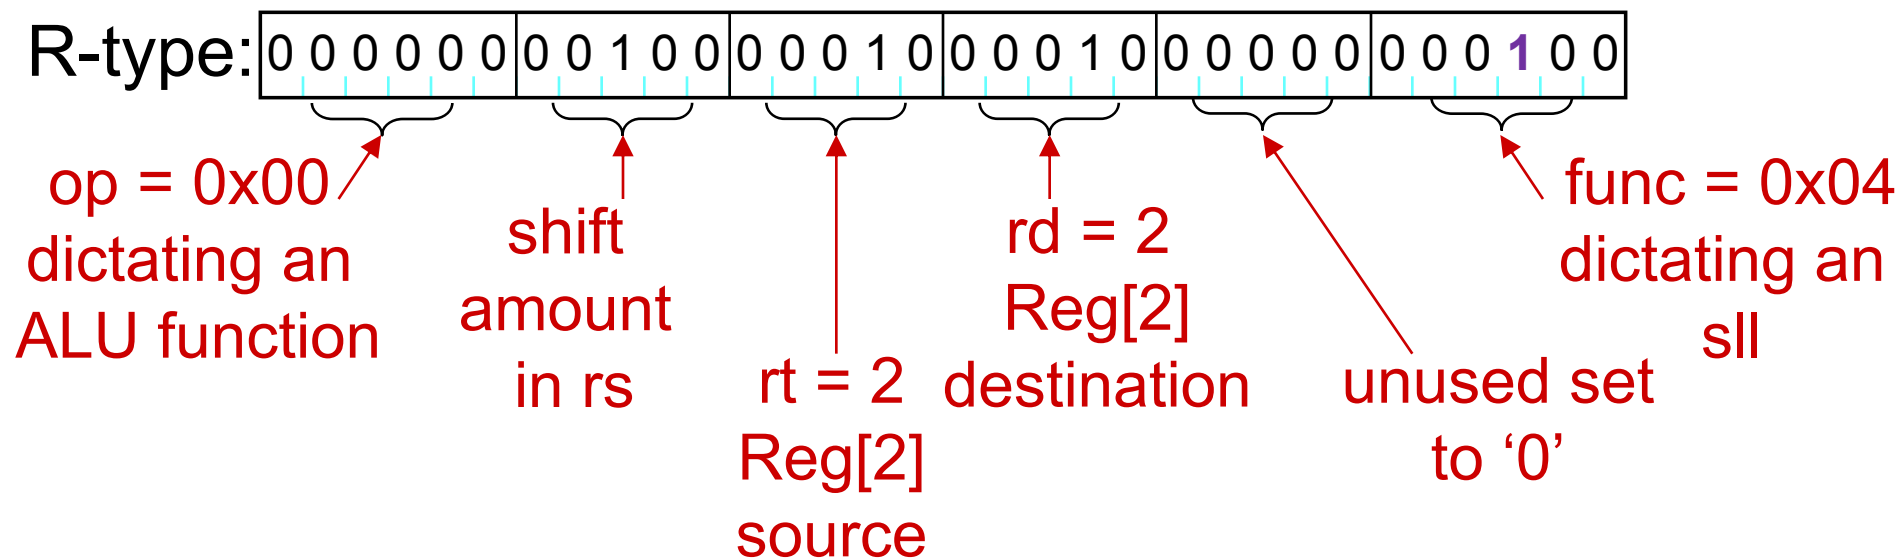 R-type: 0 0 0 0 0 0 0 0 1 0 0 0 0 0 1 0 0 0 0 1 0 0 0 0 0 0 0 0 0 1 0 0
op = 0x00
dictating an
ALU function
shift
amount
in rs
rt = 2
Reg[2]
source
rd = 2
Reg[2]
destination
unused set
to ‘0’
func = 0x04
dictating an
sll